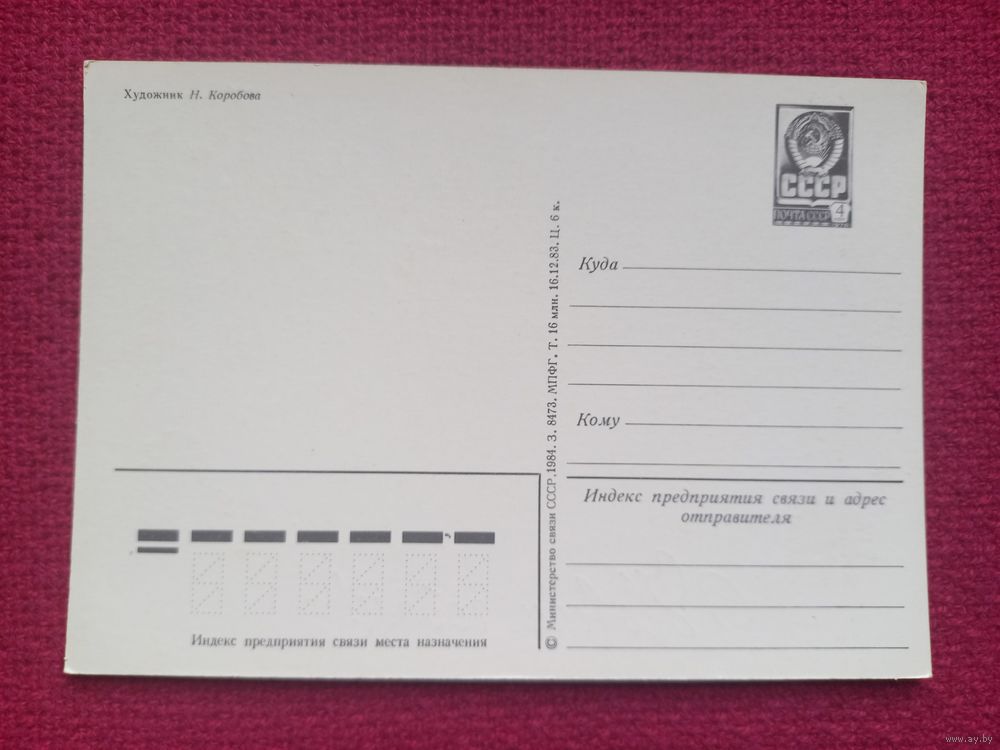 Художник Н. Коробова
СССР
ПОЧТА СССР 4
Куда
Кому
Индекс предприятия связи и адрес
отправителя
© Министерство связи СССР, 1984. З. 8473. МПФГ. Т. 16 млн. 16.12.83. Ц. 6 к.
Индекс предприятия связи места назначения
www.ay.by